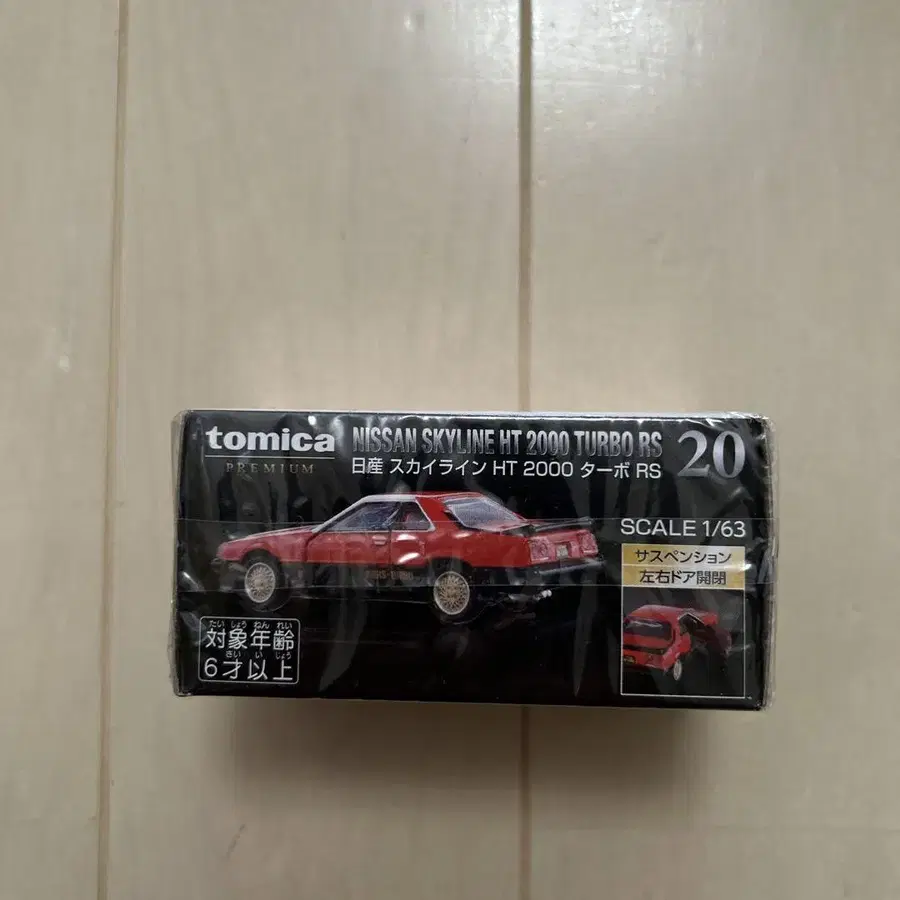 tomica
PREMIUM
NISSAN SKYLINE HT 2000 TURBO RS
日産 スカイライン HT 2000 ターボ RS
20
SCALE 1/63
サスペンション
左右ドア開閉
たいしょうねんれい
対象年齢
さいいじょう
6才以上